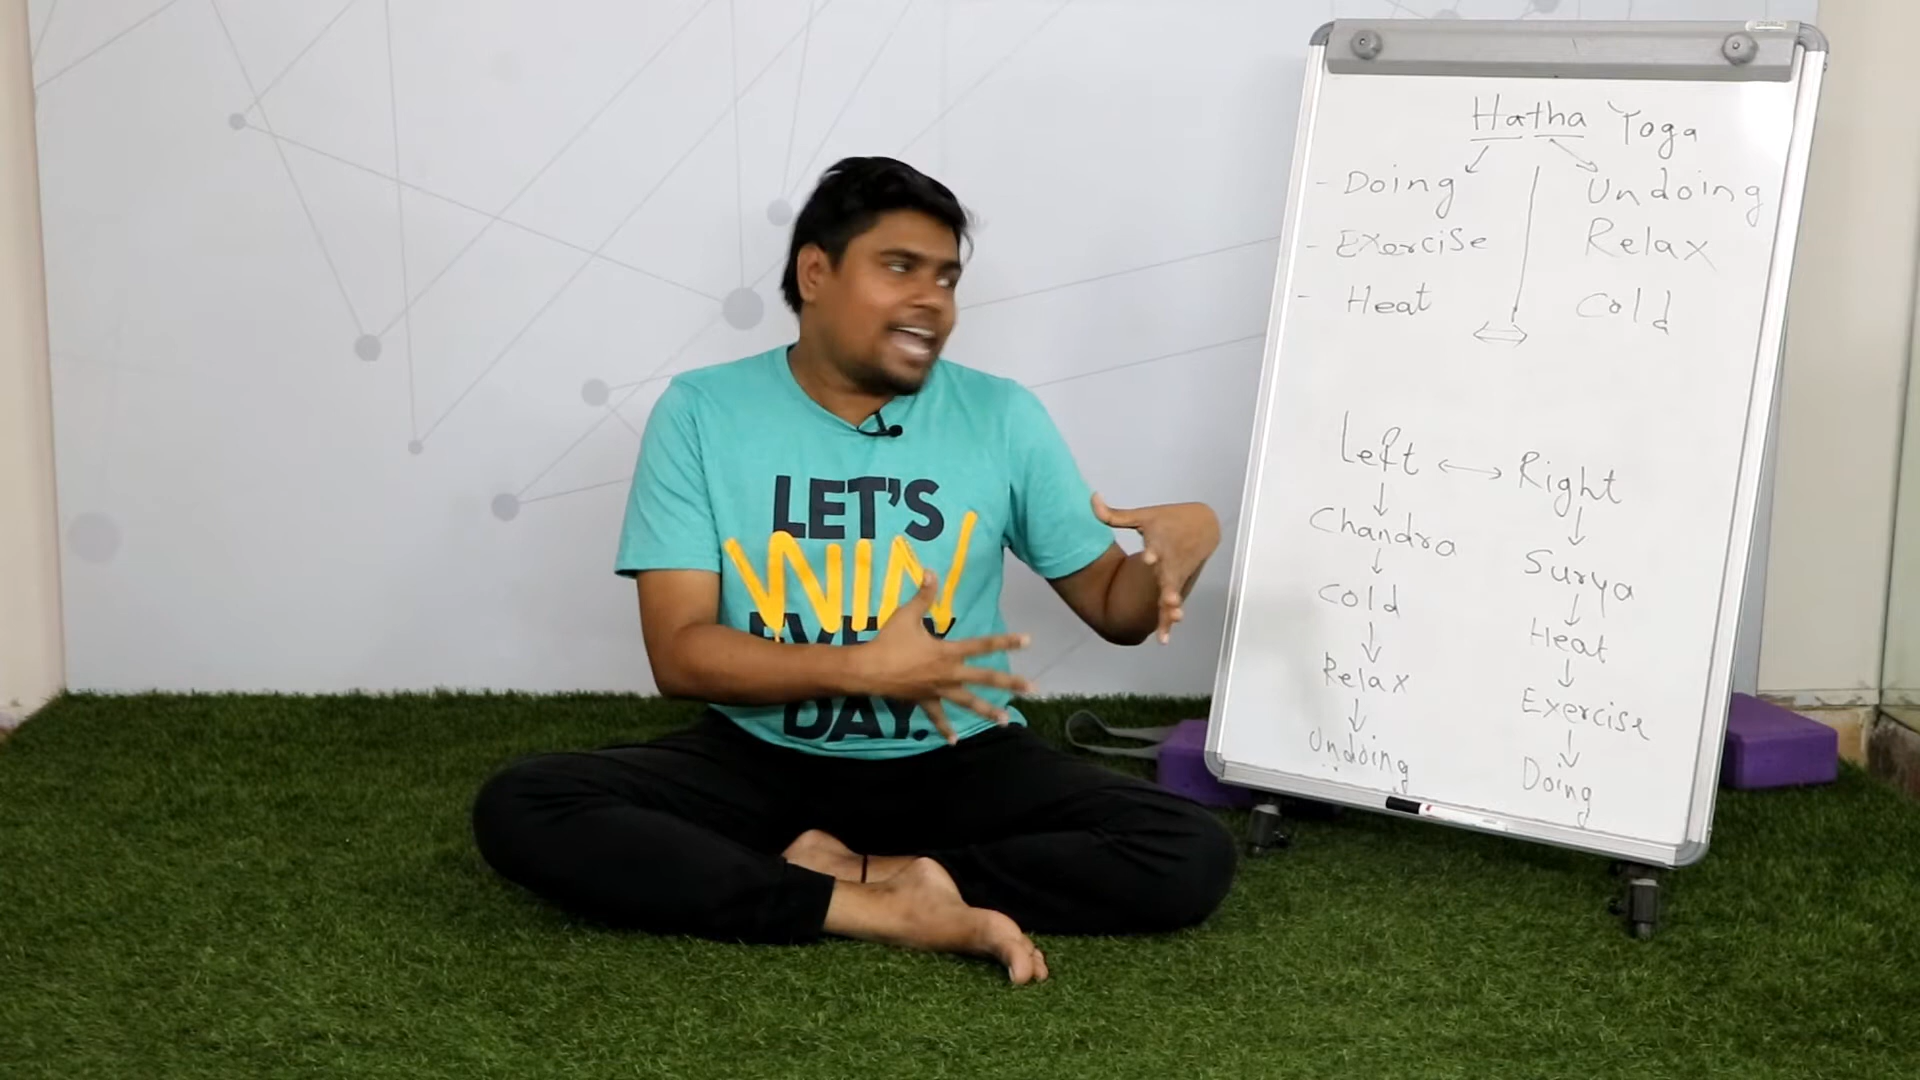 LET'S
WIN
EVERY
DAY.
Hatha Yoga
- Doing Undoing
- Exercise Relax
- Heat Cold
Left Right
Chandra Surya
Cold Heat
Relax Exercise
Undoing Doing